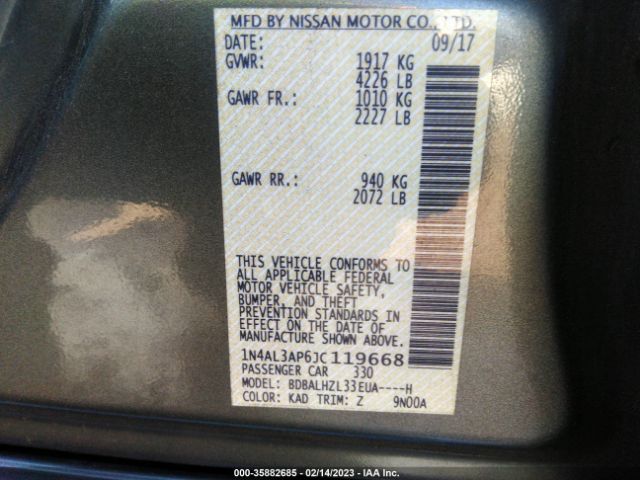 MFD BY NISSAN MOTOR CO., LTD.
DATE: 09/17
GVWR: 1917 KG
4226 LB
GAWR FR.: 1010 KG
2227 LB
GAWR RR.: 940 KG
2072 LB
THIS VEHICLE CONFORMS TO
ALL APPLICABLE FEDERAL
MOTOR VEHICLE SAFETY,
BUMPER, AND THEFT
PREVENTION STANDARDS IN
EFFECT ON THE DATE OF
MANUFACTURE SHOWN ABOVE.
1N4AL3AP6JC119668
PASSENGER CAR 330
MODEL: BDBALHZL33EUA----H
COLOR: KAD TRIM: Z 9N00A
000-35882685 - 02/14/2023 - IAA Inc.